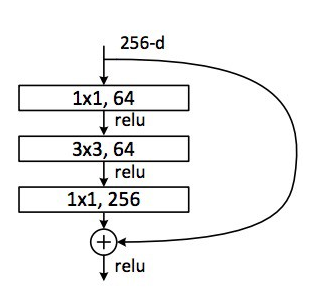 256-d
1x1, 64
relu
3x3, 64
relu
1x1, 256
+
relu